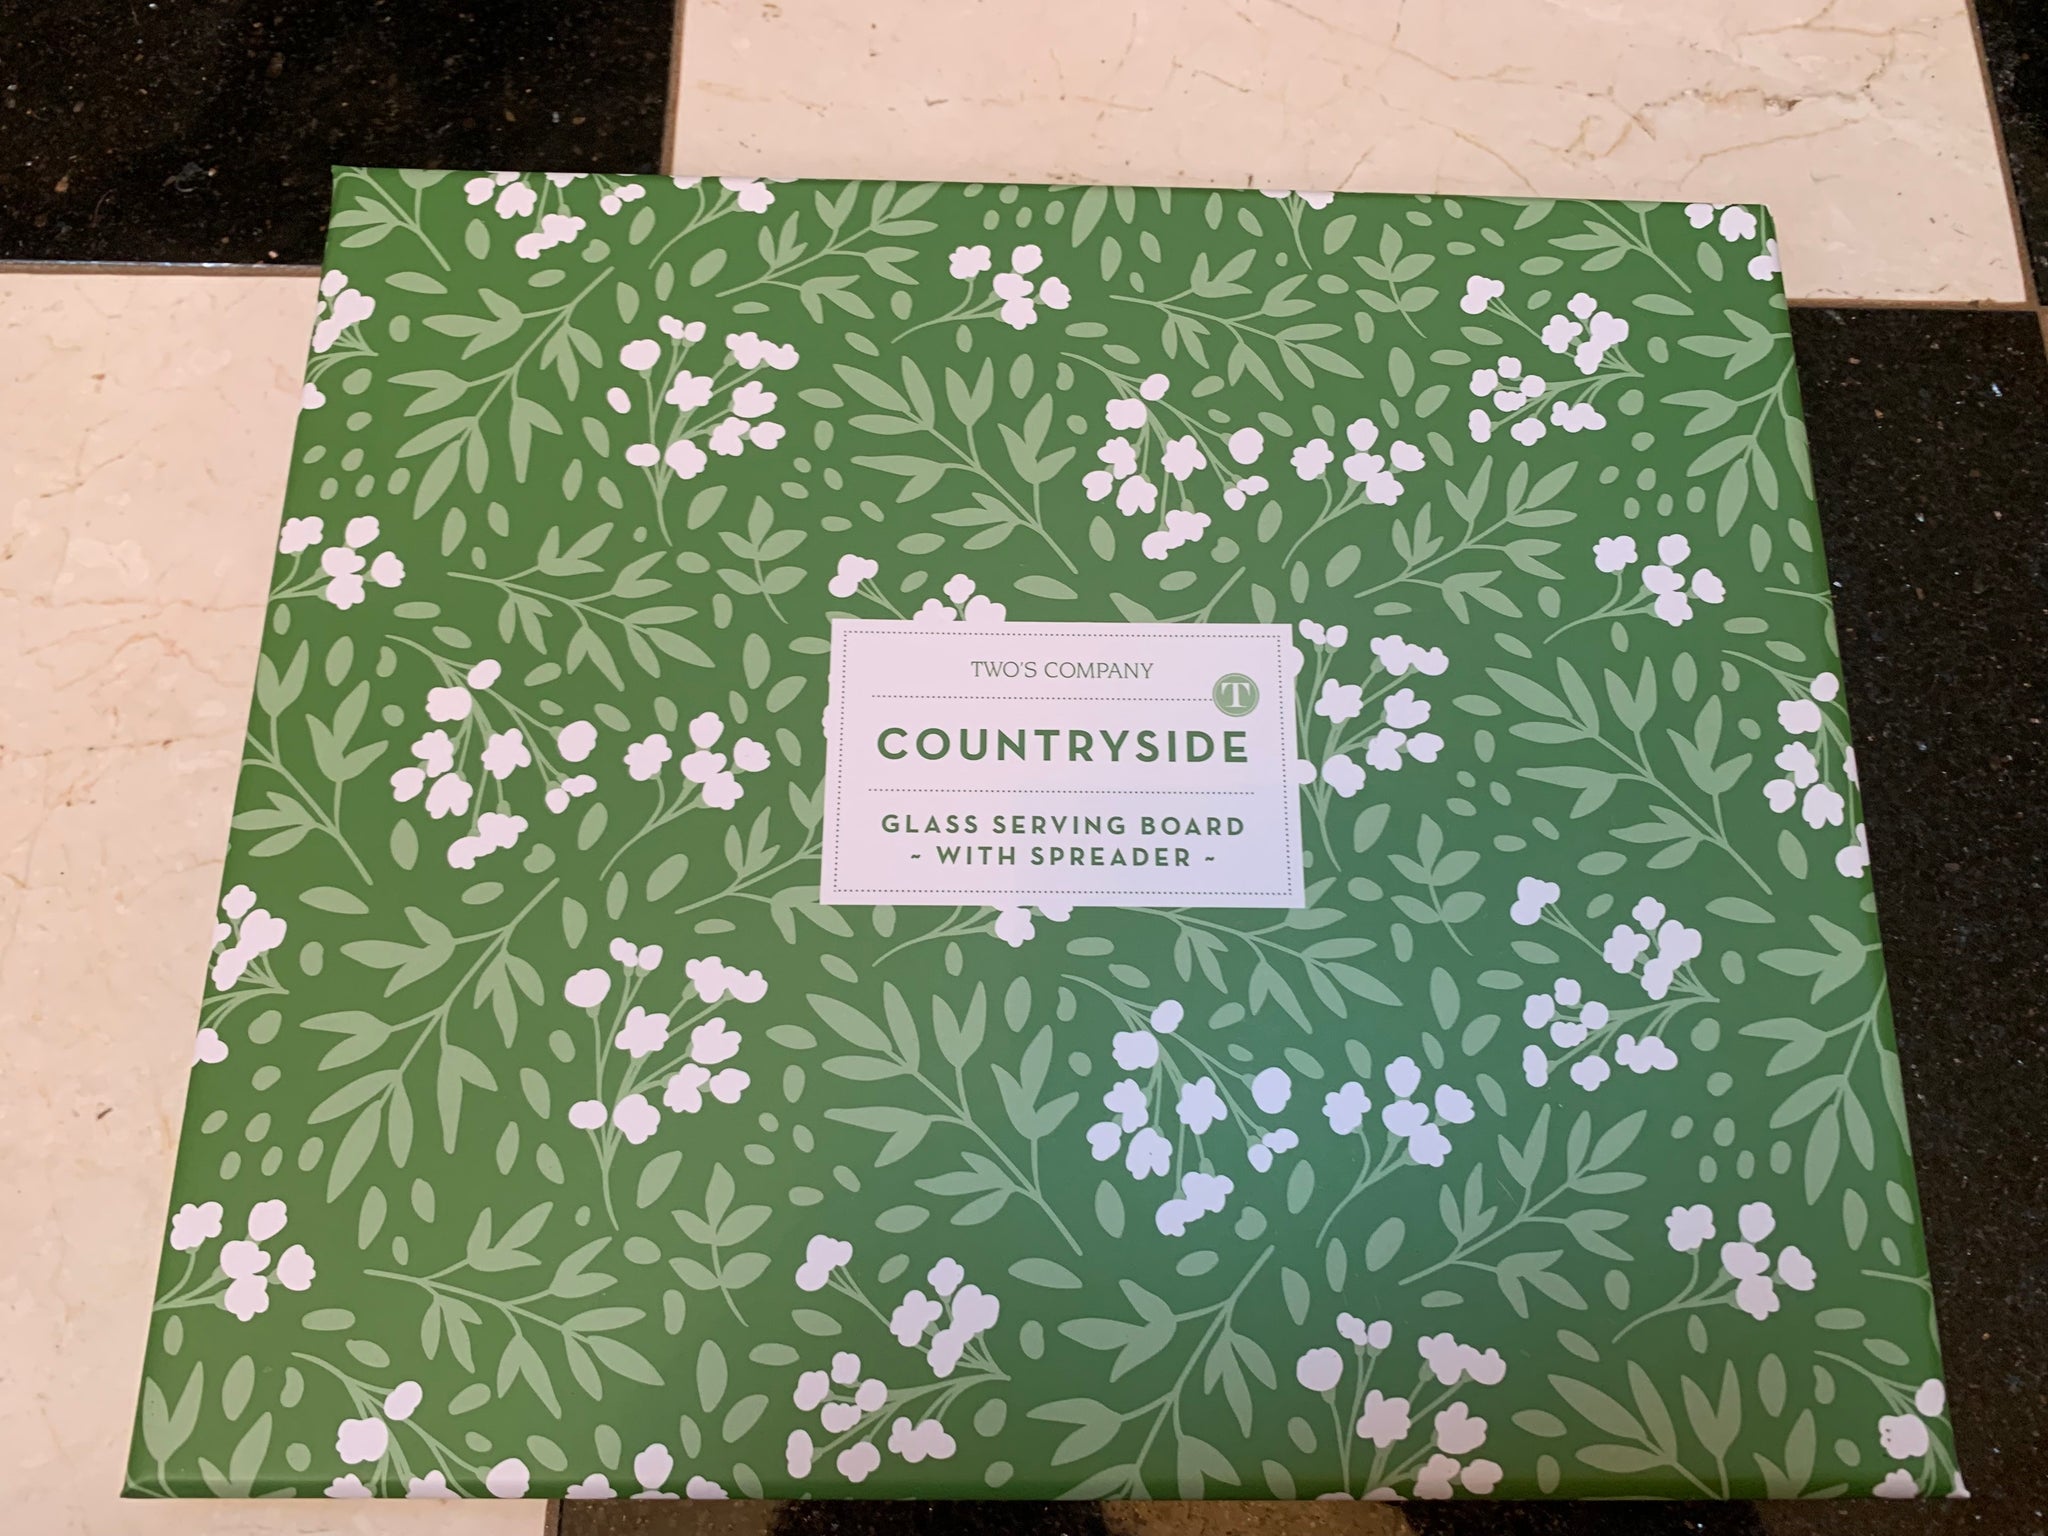 TWO'S COMPANY
T
COUNTRYSIDE
GLASS SERVING BOARD
~ WITH SPREADER ~